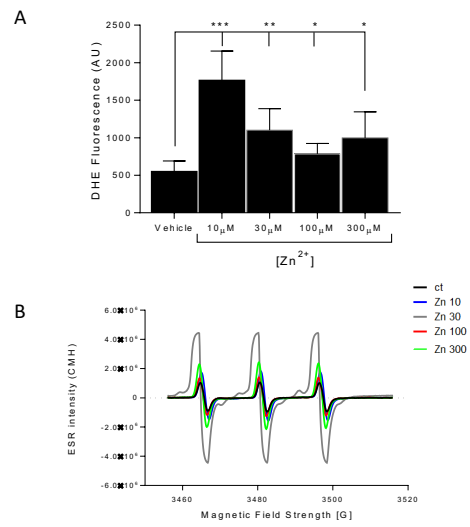 A
*** ** * *
DHE Fluorescence (AU)
2500
2000
1500
1000
500
0
Vehicle 10µM 30µM 100µM 300µM
[Zn2+]
B
ct
Zn 10
Zn 30
Zn 100
Zn 300
ESR intensity (CMH)
6.0✖10⁶
4.0✖10⁶
2.0✖10⁶
0
-2.0✖10⁶
-4.0✖10⁶
-6.0✖10⁶
3460 3480 3500 3520
Magnetic Field Strength [G]